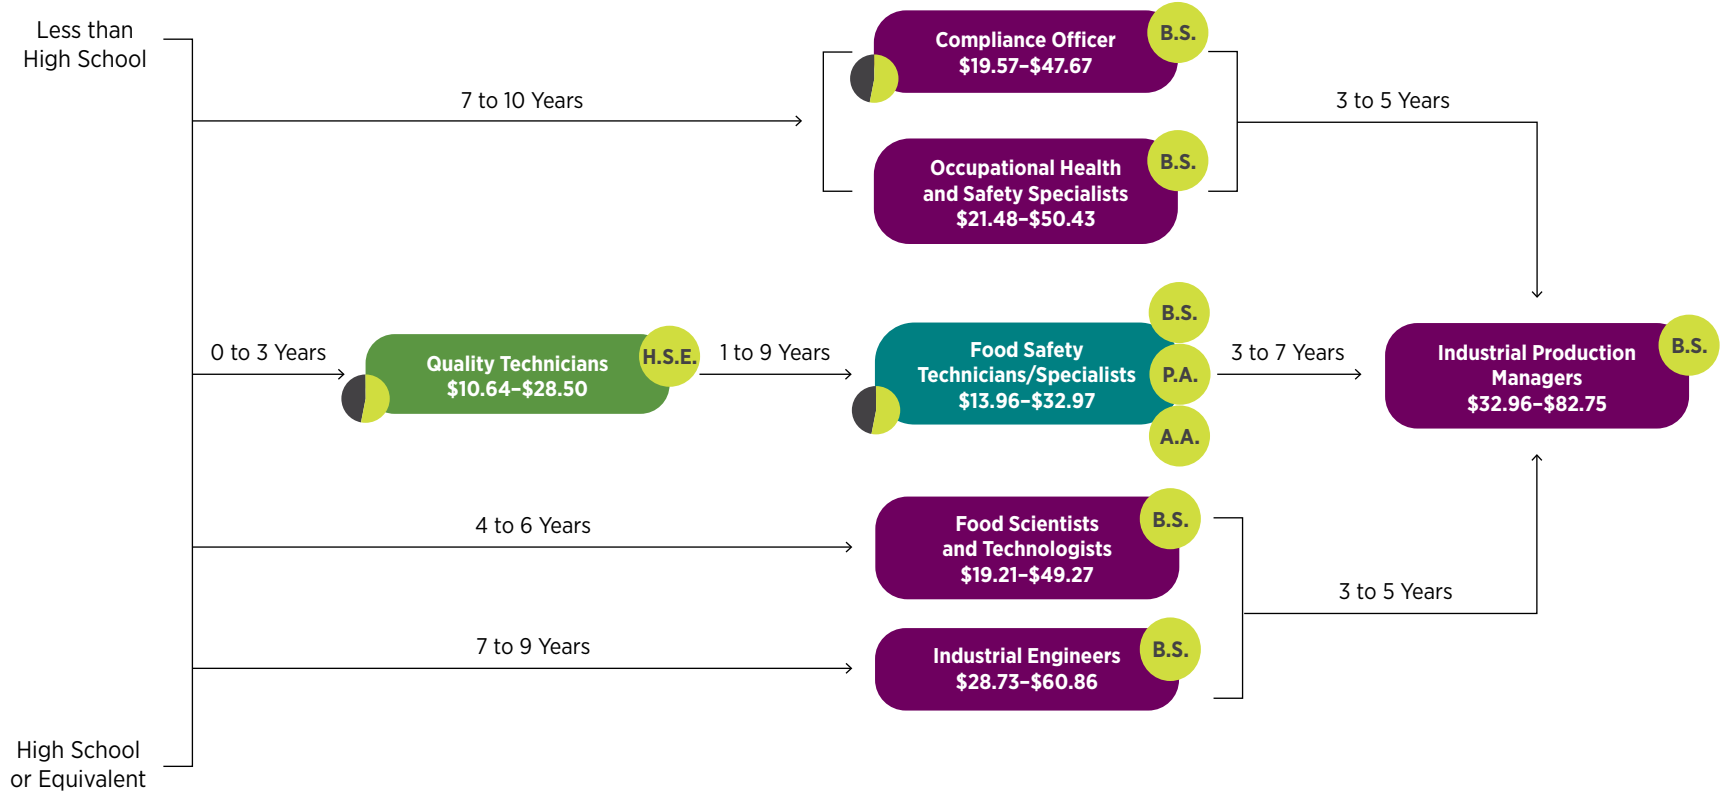 Less than
High School
7 to 10 Years
Compliance Officer
$19.57–$47.67
B.S.
3 to 5 Years
Occupational Health
and Safety Specialists
$21.48–$50.43
B.S.
0 to 3 Years
Quality Technicians
$10.64–$28.50
H.S.E.
1 to 9 Years
Food Safety
Technicians/Specialists
$13.96–$32.97
B.S.
P.A.
A.A.
3 to 7 Years
Industrial Production
Managers
$32.96–$82.75
B.S.
4 to 6 Years
Food Scientists
and Technologists
$19.21–$49.27
B.S.
3 to 5 Years
7 to 9 Years
Industrial Engineers
$28.73–$60.86
B.S.
High School
or Equivalent